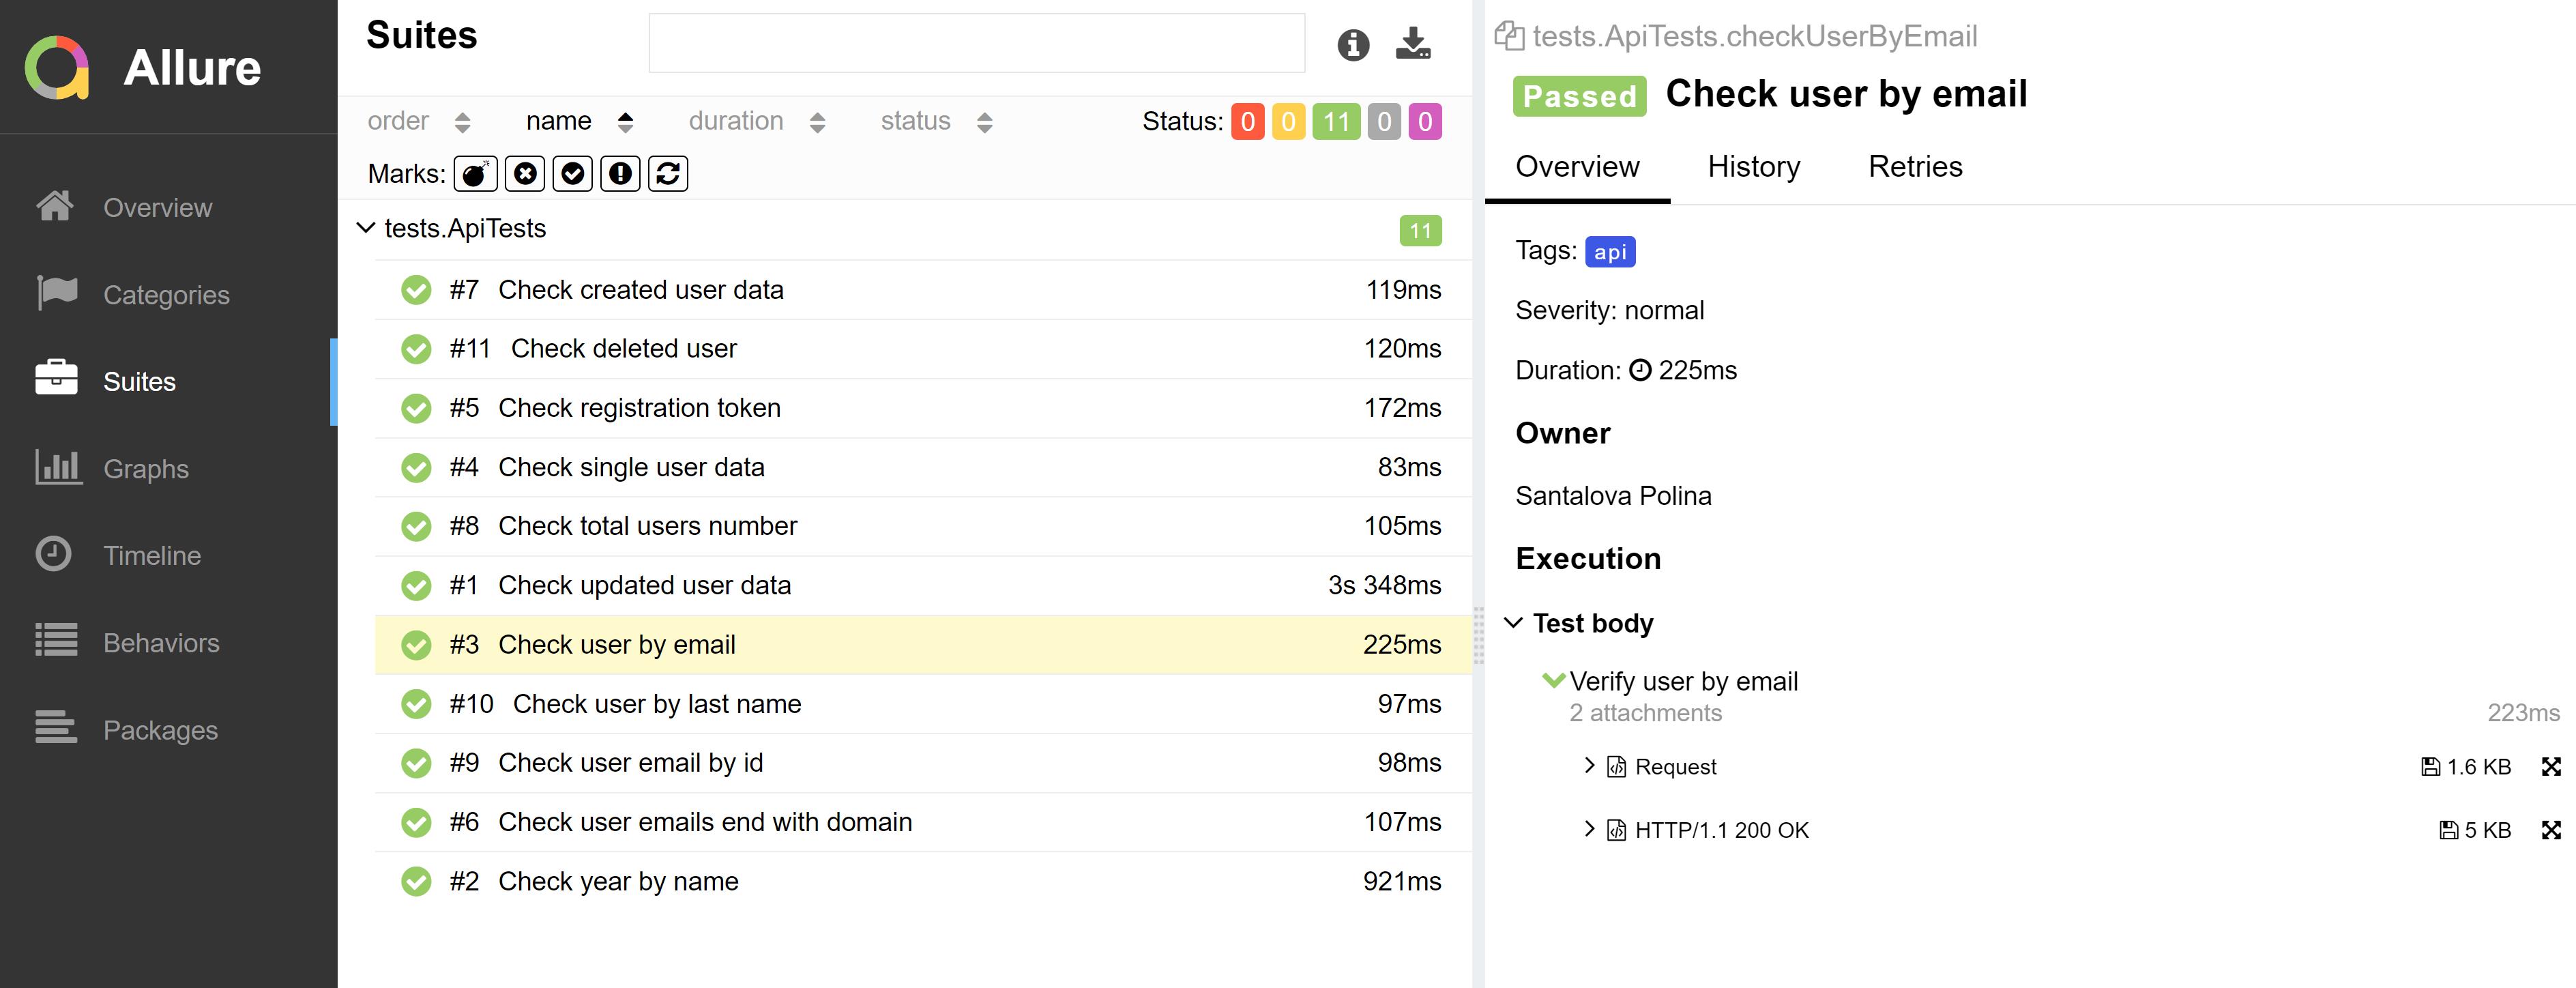 Allure
Overview
Categories
Suites
Graphs
Timeline
Behaviors
Packages
Suites
order name duration status Status: 0 0 11 0 0
Marks:
tests.ApiTests 11
#7 Check created user data 119ms
#11 Check deleted user 120ms
#5 Check registration token 172ms
#4 Check single user data 83ms
#8 Check total users number 105ms
#1 Check updated user data 3s 348ms
#3 Check user by email 225ms
#10 Check user by last name 97ms
#9 Check user email by id 98ms
#6 Check user emails end with domain 107ms
#2 Check year by name 921ms
tests.ApiTests.checkUserByEmail
Passed Check user by email
Overview History Retries
Tags: api
Severity: normal
Duration: 225ms
Owner
Santalova Polina
Execution
Test body
Verify user by email
2 attachments 223ms
Request 1.6 KB
HTTP/1.1 200 OK 5 KB